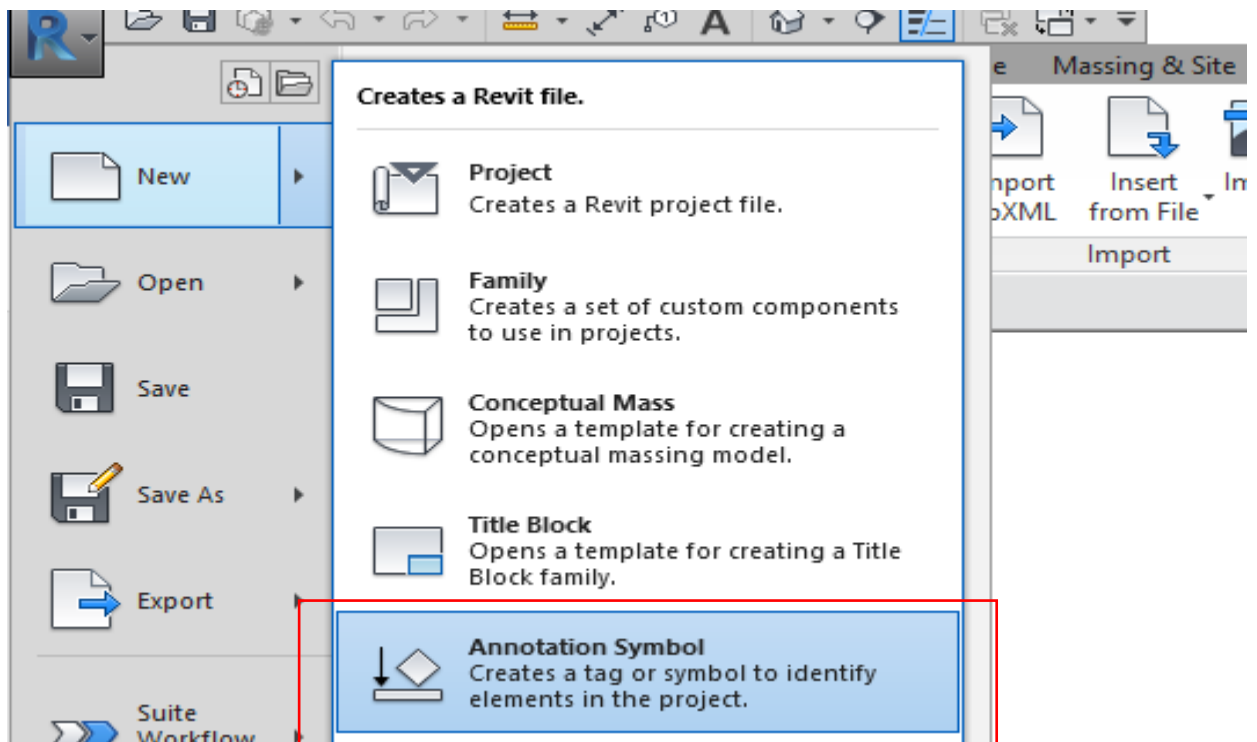 R
A
e Massing & Site
Creates a Revit file.
New
Project
Creates a Revit project file.
Insert
from File
Import
Open
Family
Creates a set of custom components
to use in projects.
Save
Conceptual Mass
Opens a template for creating a
conceptual massing model.
Save As
Title Block
Opens a template for creating a Title
Block family.
Export
Annotation Symbol
Creates a tag or symbol to identify
elements in the project.
Suite
Workflow